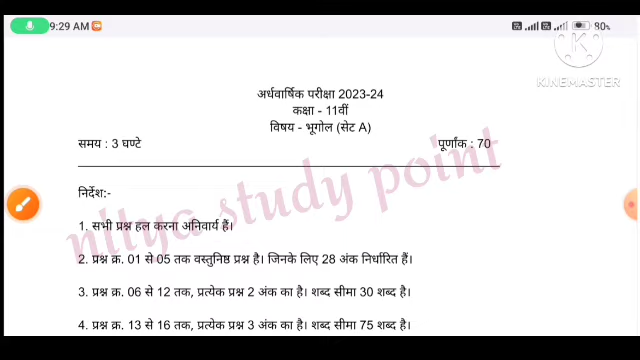 9:29 AM
80%
KINEMASTER
अर्धवार्षिक परीक्षा 2023-24
कक्षा - 11वीं
विषय - भूगोल (सेट A)
समय : 3 घण्टे पूर्णांक : 70
nitya study point
निर्देश:-
1. सभी प्रश्न हल करना अनिवार्य हैं।
2. प्रश्न क्र. 01 से 05 तक वस्तुनिष्ठ प्रश्न है। जिनके लिए 28 अंक निर्धारित हैं।
3. प्रश्न क्र. 06 से 12 तक, प्रत्येक प्रश्न 2 अंक का है। शब्द सीमा 30 शब्द है।
4. प्रश्न क्र. 13 से 16 तक, प्रत्येक प्रश्न 3 अंक का है। शब्द सीमा 75 शब्द है।